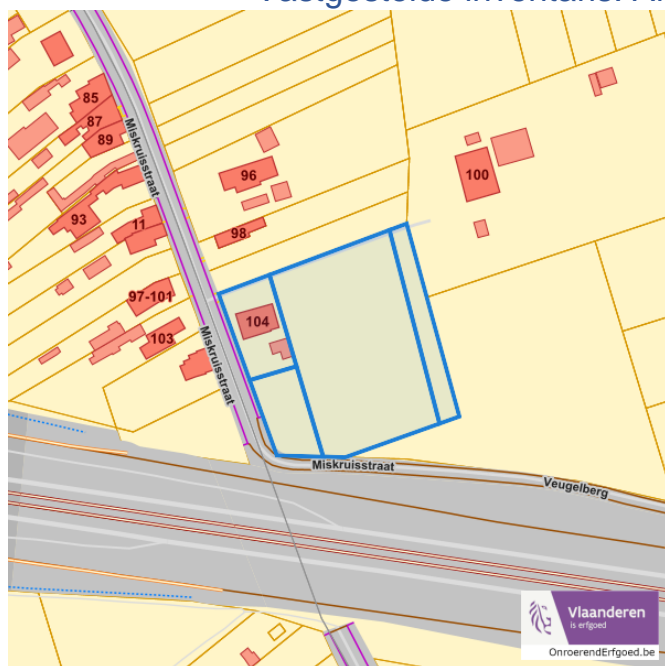 85
87
89
Miskruisstraat
96
100
93
11
98
97-101
104
103
Miskruisstraat
Miskruisstraat
Veugelberg
Vlaanderen
is erfgoed
OnroerendErfgoed.be